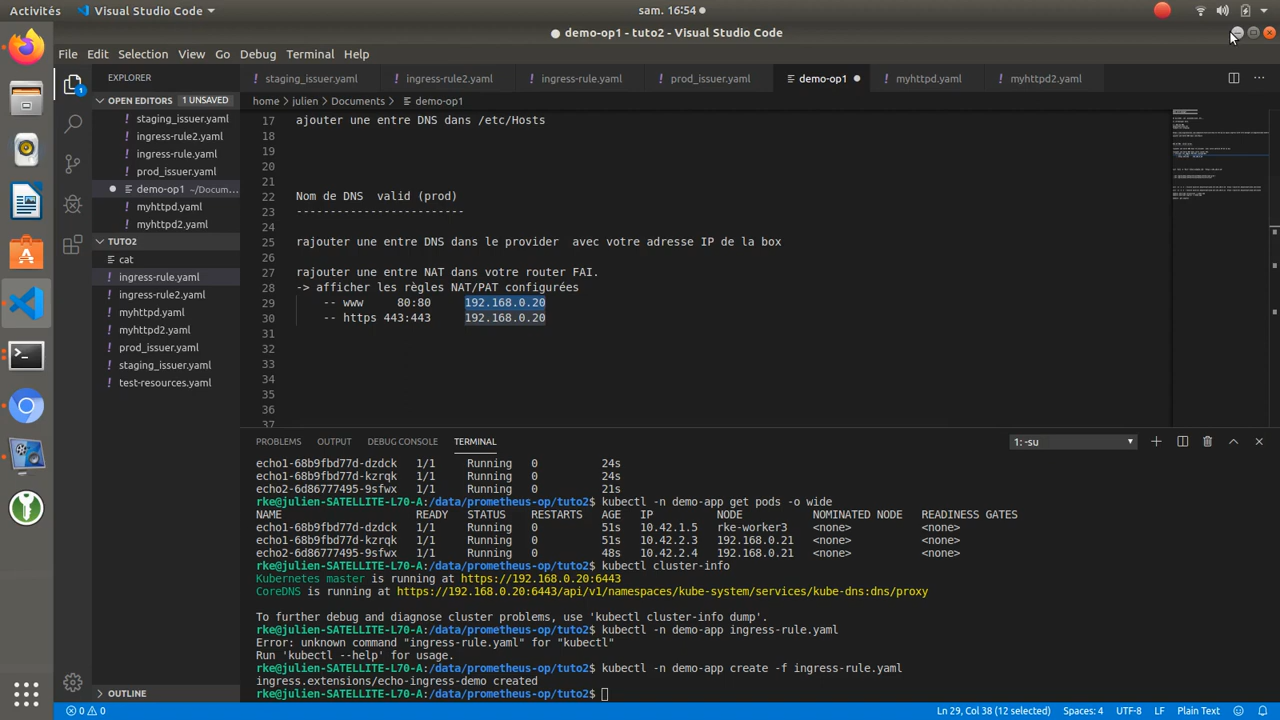 Activités
Visual Studio Code
sam. 16:54
demo-op1 - tuto2 - Visual Studio Code
File Edit Selection View Go Debug Terminal Help
EXPLORER
staging_issuer.yaml
ingress-rule2.yaml
ingress-rule.yaml
prod_issuer.yaml
demo-op1
myhttpd.yaml
myhttpd2.yaml
OPEN EDITORS 1 UNSAVED
staging_issuer.yaml
ingress-rule2.yaml
ingress-rule.yaml
prod_issuer.yaml
demo-op1 ~/Docum...
myhttpd.yaml
myhttpd2.yaml
TUTO2
cat
ingress-rule.yaml
ingress-rule2.yaml
myhttpd.yaml
myhttpd2.yaml
prod_issuer.yaml
staging_issuer.yaml
test-resources.yaml
OUTLINE
home > julien > Documents > demo-op1
17 ajouter une entre DNS dans /etc/Hosts
18
19
20
21
22 Nom de DNS  valid (prod)
23 -------------------------
24
25 rajouter une entre DNS dans le provider  avec votre adresse IP de la box
26
27 rajouter une entre NAT dans votre router FAI.
28 -> afficher les règles NAT/PAT configurées
29 -- www 80:80 192.168.0.20
30 -- https 443:443 192.168.0.20
31
32
33
34
35
36
37
PROBLEMS OUTPUT DEBUG CONSOLE TERMINAL
1: -su
echo1-68b9fbd77d-dzdck 1/1 Running 0 24s
echo1-68b9fbd77d-kzrqk 1/1 Running 0 24s
echo2-6d86777495-9sfwx 1/1 Running 0 21s
rke@julien-SATELLITE-L70-A:/data/prometheus-op/tuto2$ kubectl -n demo-app get pods -o wide
NAME READY STATUS RESTARTS AGE IP NODE NOMINATED NODE READINESS GATES
echo1-68b9fbd77d-dzdck 1/1 Running 0 51s 10.42.1.5 rke-worker3 <none> <none>
echo1-68b9fbd77d-kzrqk 1/1 Running 0 51s 10.42.2.3 192.168.0.21 <none> <none>
echo2-6d86777495-9sfwx 1/1 Running 0 48s 10.42.2.4 192.168.0.21 <none> <none>
rke@julien-SATELLITE-L70-A:/data/prometheus-op/tuto2$ kubectl cluster-info
Kubernetes master is running at https://192.168.0.20:6443
CoreDNS is running at https://192.168.0.20:6443/api/v1/namespaces/kube-system/services/kube-dns:dns/proxy
To further debug and diagnose cluster problems, use 'kubectl cluster-info dump'.
rke@julien-SATELLITE-L70-A:/data/prometheus-op/tuto2$ kubectl -n demo-app ingress-rule.yaml
Error: unknown command "ingress-rule.yaml" for "kubectl"
Run 'kubectl --help' for usage.
rke@julien-SATELLITE-L70-A:/data/prometheus-op/tuto2$ kubectl -n demo-app create -f ingress-rule.yaml
ingress.extensions/echo-ingress-demo created
rke@julien-SATELLITE-L70-A:/data/prometheus-op/tuto2$
0 0
Ln 29, Col 38 (12 selected) Spaces: 4 UTF-8 LF Plain Text